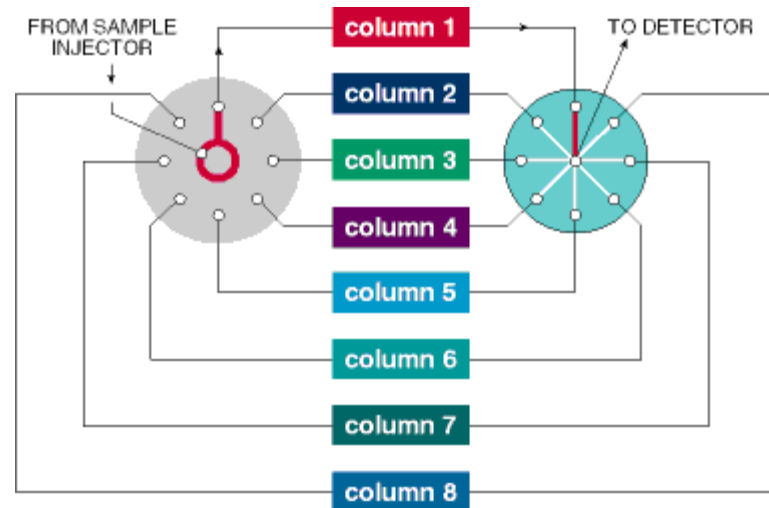 FROM SAMPLE
INJECTOR
column 1
TO DETECTOR
column 2
column 3
column 4
column 5
column 6
column 7
column 8